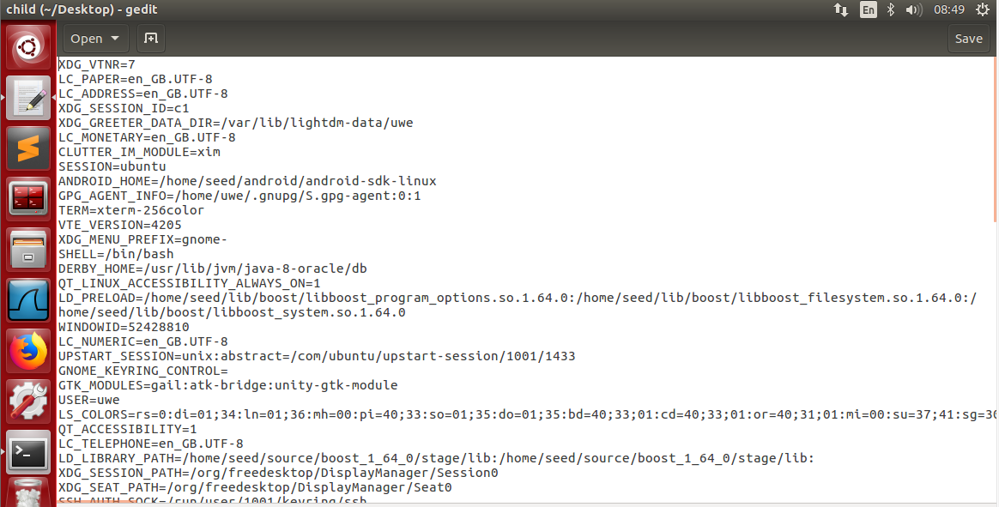 child (~/Desktop) - gedit
En
08:49
Open
Save
XDG_VTNR=7
LC_PAPER=en_GB.UTF-8
LC_ADDRESS=en_GB.UTF-8
XDG_SESSION_ID=c1
XDG_GREETER_DATA_DIR=/var/lib/lightdm-data/uwe
LC_MONETARY=en_GB.UTF-8
CLUTTER_IM_MODULE=xim
SESSION=ubuntu
ANDROID_HOME=/home/seed/android/android-sdk-linux
GPG_AGENT_INFO=/home/uwe/.gnupg/S.gpg-agent:0:1
TERM=xterm-256color
VTE_VERSION=4205
XDG_MENU_PREFIX=gnome-
SHELL=/bin/bash
DERBY_HOME=/usr/lib/jvm/java-8-oracle/db
QT_LINUX_ACCESSIBILITY_ALWAYS_ON=1
LD_PRELOAD=/home/seed/lib/boost/libboost_program_options.so.1.64.0:/home/seed/lib/boost/libboost_filesystem.so.1.64.0:/
home/seed/lib/boost/libboost_system.so.1.64.0
WINDOWID=52428810
LC_NUMERIC=en_GB.UTF-8
UPSTART_SESSION=unix:abstract=/com/ubuntu/upstart-session/1001/1433
GNOME_KEYRING_CONTROL=
GTK_MODULES=gail:atk-bridge:unity-gtk-module
USER=uwe
LS_COLORS=rs=0:di=01;34:ln=01;36:mh=00:pi=40;33:so=01;35:do=01;35:bd=40;33;01:cd=40;33;01:or=40;31;01:mi=00:su=37;41:sg=30
QT_ACCESSIBILITY=1
LC_TELEPHONE=en_GB.UTF-8
LD_LIBRARY_PATH=/home/seed/source/boost_1_64_0/stage/lib:/home/seed/source/boost_1_64_0/stage/lib:
XDG_SESSION_PATH=/org/freedesktop/DisplayManager/Session0
XDG_SEAT_PATH=/org/freedesktop/DisplayManager/Seat0
SSH_AUTH_SOCK=/run/user/1001/keyring/ssh